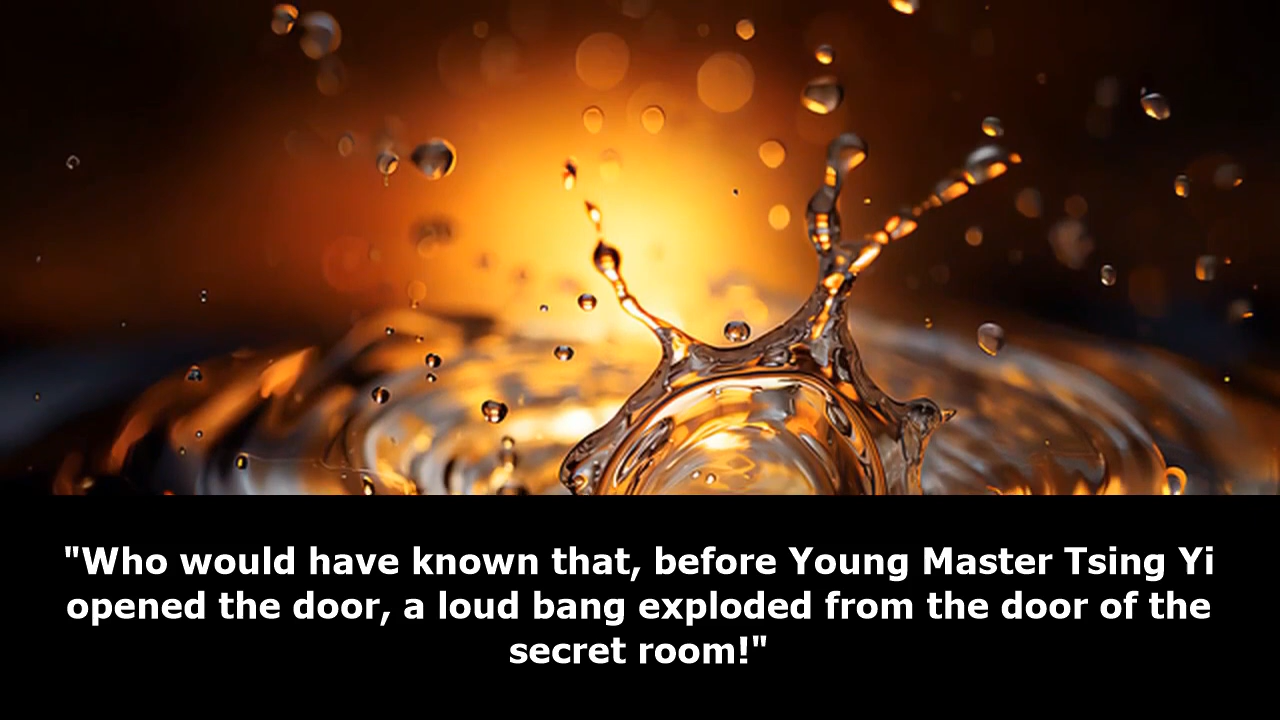 "Who would have known that, before Young Master Tsing Yi
opened the door, a loud bang exploded from the door of the
secret room!"